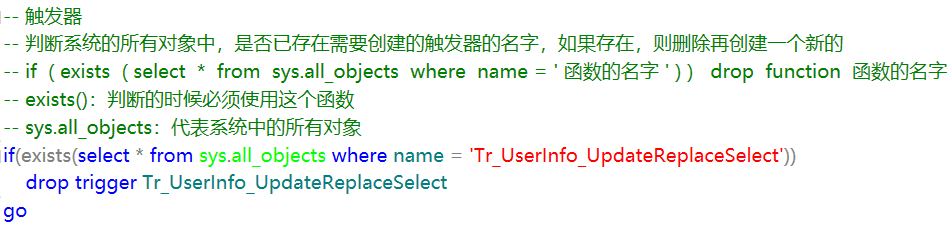 -- 触发器
-- 判断系统的所有对象中，是否已存在需要创建的触发器的名字，如果存在，则删除再创建一个新的
-- if ( exists ( select * from sys.all_objects where name = ' 函数的名字 ' ) ) drop function 函数的名字
-- exists()：判断的时候必须使用这个函数
-- sys.all_objects：代表系统中的所有对象
if(exists(select * from sys.all_objects where name = 'Tr_UserInfo_UpdateReplaceSelect'))
drop trigger Tr_UserInfo_UpdateReplaceSelect
go